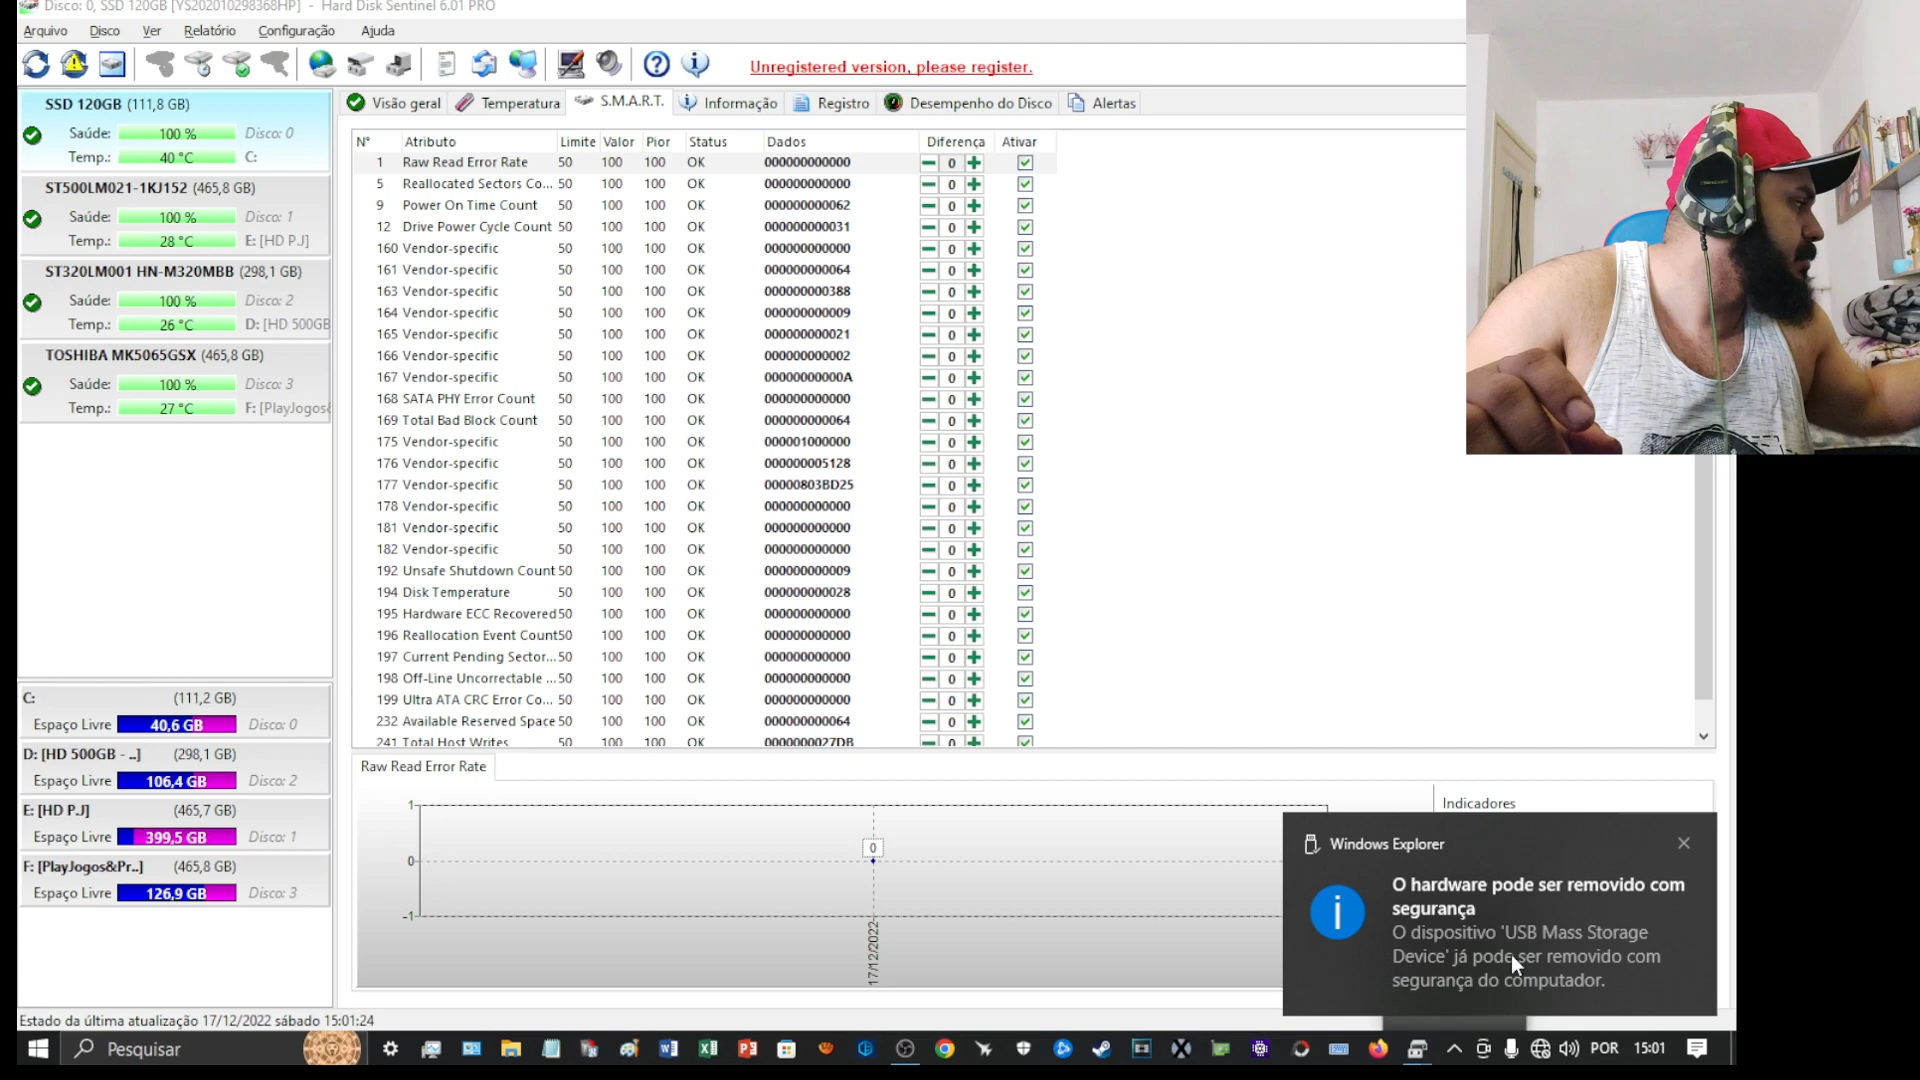 Disco: 0, SSD 120GB [YS202010298368HP] - Hard Disk Sentinel 6.01 PRO
Arquivo Disco Ver Relatório Configuração Ajuda
Unregistered version, please register.
SSD 120GB (111,8 GB)
Saúde: 100 % Disco: 0
Temp.: 40 °C C:
ST500LM021-1KJ152 (465,8 GB)
Saúde: 100 % Disco: 1
Temp.: 28 °C E: [HD P.J]
ST320LM001 HN-M320MBB (298,1 GB)
Saúde: 100 % Disco: 2
Temp.: 26 °C D: [HD 500GB
TOSHIBA MK5065GSX (465,8 GB)
Saúde: 100 % Disco: 3
Temp.: 27 °C F: [PlayJogos&
C: (111,2 GB)
Espaço Livre 40,6 GB Disco: 0
D: [HD 500GB - ..] (298,1 GB)
Espaço Livre 106,4 GB Disco: 2
E: [HD P.J] (465,7 GB)
Espaço Livre 399,5 GB Disco: 1
F: [PlayJogos&Pr..] (465,8 GB)
Espaço Livre 126,9 GB Disco: 3
Visão geral Temperatura S.M.A.R.T. Informação Registro Desempenho do Disco Alertas
N° Atributo Limite Valor Pior Status Dados Diferença Ativar
1 Raw Read Error Rate 50 100 100 OK 000000000000 0
5 Reallocated Sectors Co... 50 100 100 OK 000000000000 0
9 Power On Time Count 50 100 100 OK 000000000062 0
12 Drive Power Cycle Count 50 100 100 OK 000000000031 0
160 Vendor-specific 50 100 100 OK 000000000000 0
161 Vendor-specific 50 100 100 OK 000000000064 0
163 Vendor-specific 50 100 100 OK 000000000388 0
164 Vendor-specific 50 100 100 OK 000000000009 0
165 Vendor-specific 50 100 100 OK 000000000021 0
166 Vendor-specific 50 100 100 OK 000000000002 0
167 Vendor-specific 50 100 100 OK 00000000000A 0
168 SATA PHY Error Count 50 100 100 OK 000000000000 0
169 Total Bad Block Count 50 100 100 OK 000000000064 0
175 Vendor-specific 50 100 100 OK 000001000000 0
176 Vendor-specific 50 100 100 OK 000000005128 0
177 Vendor-specific 50 100 100 OK 00000803BD25 0
178 Vendor-specific 50 100 100 OK 000000000000 0
181 Vendor-specific 50 100 100 OK 000000000000 0
182 Vendor-specific 50 100 100 OK 000000000000 0
192 Unsafe Shutdown Count 50 100 100 OK 000000000009 0
194 Disk Temperature 50 100 100 OK 000000000028 0
195 Hardware ECC Recovered 50 100 100 OK 000000000000 0
196 Reallocation Event Count 50 100 100 OK 000000000000 0
197 Current Pending Sector... 50 100 100 OK 000000000000 0
198 Off-Line Uncorrectable ... 50 100 100 OK 000000000000 0
199 Ultra ATA CRC Error Co... 50 100 100 OK 000000000000 0
232 Available Reserved Space 50 100 100 OK 000000000064 0
241 Total Host Writes 50 100 100 OK 0000000027DB 0
Raw Read Error Rate
1
0
-1
0
17/12/2022
Indicadores
Windows Explorer
O hardware pode ser removido com
segurança
O dispositivo 'USB Mass Storage
Device' já pode ser removido com
segurança do computador.
Estado da última atualização 17/12/2022 sábado 15:01:24
Pesquisar
POR 15:01